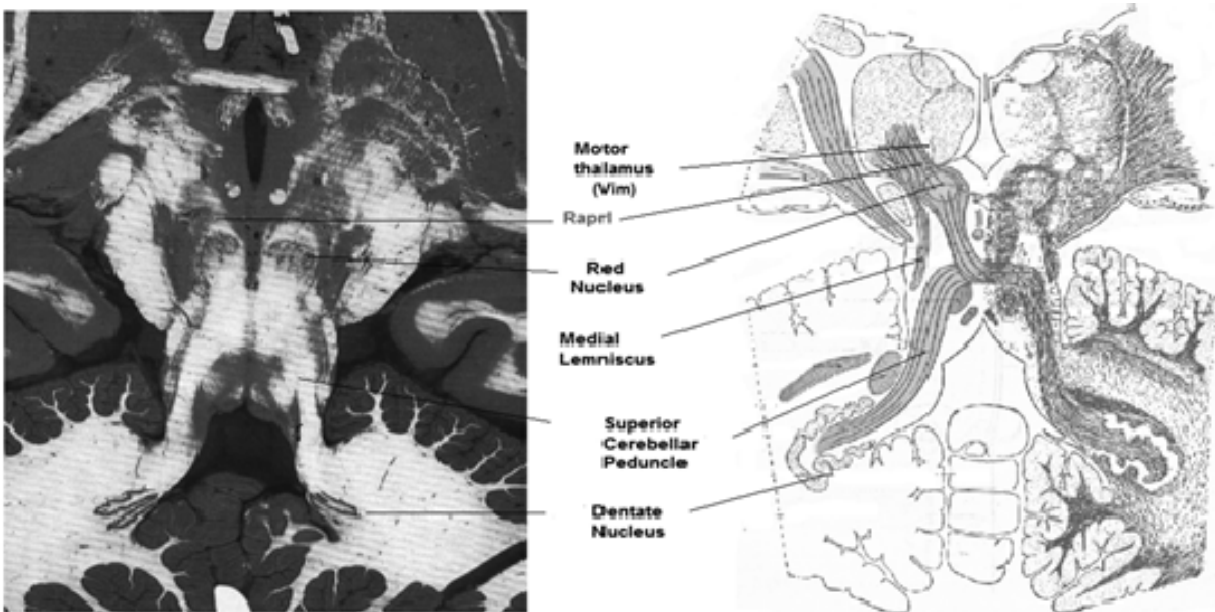 Motor
thalamus
(Vim)
Raprl
Red
Nucleus
Medial
Lemniscus
Superior
Cerebellar
Peduncle
Dentate
Nucleus